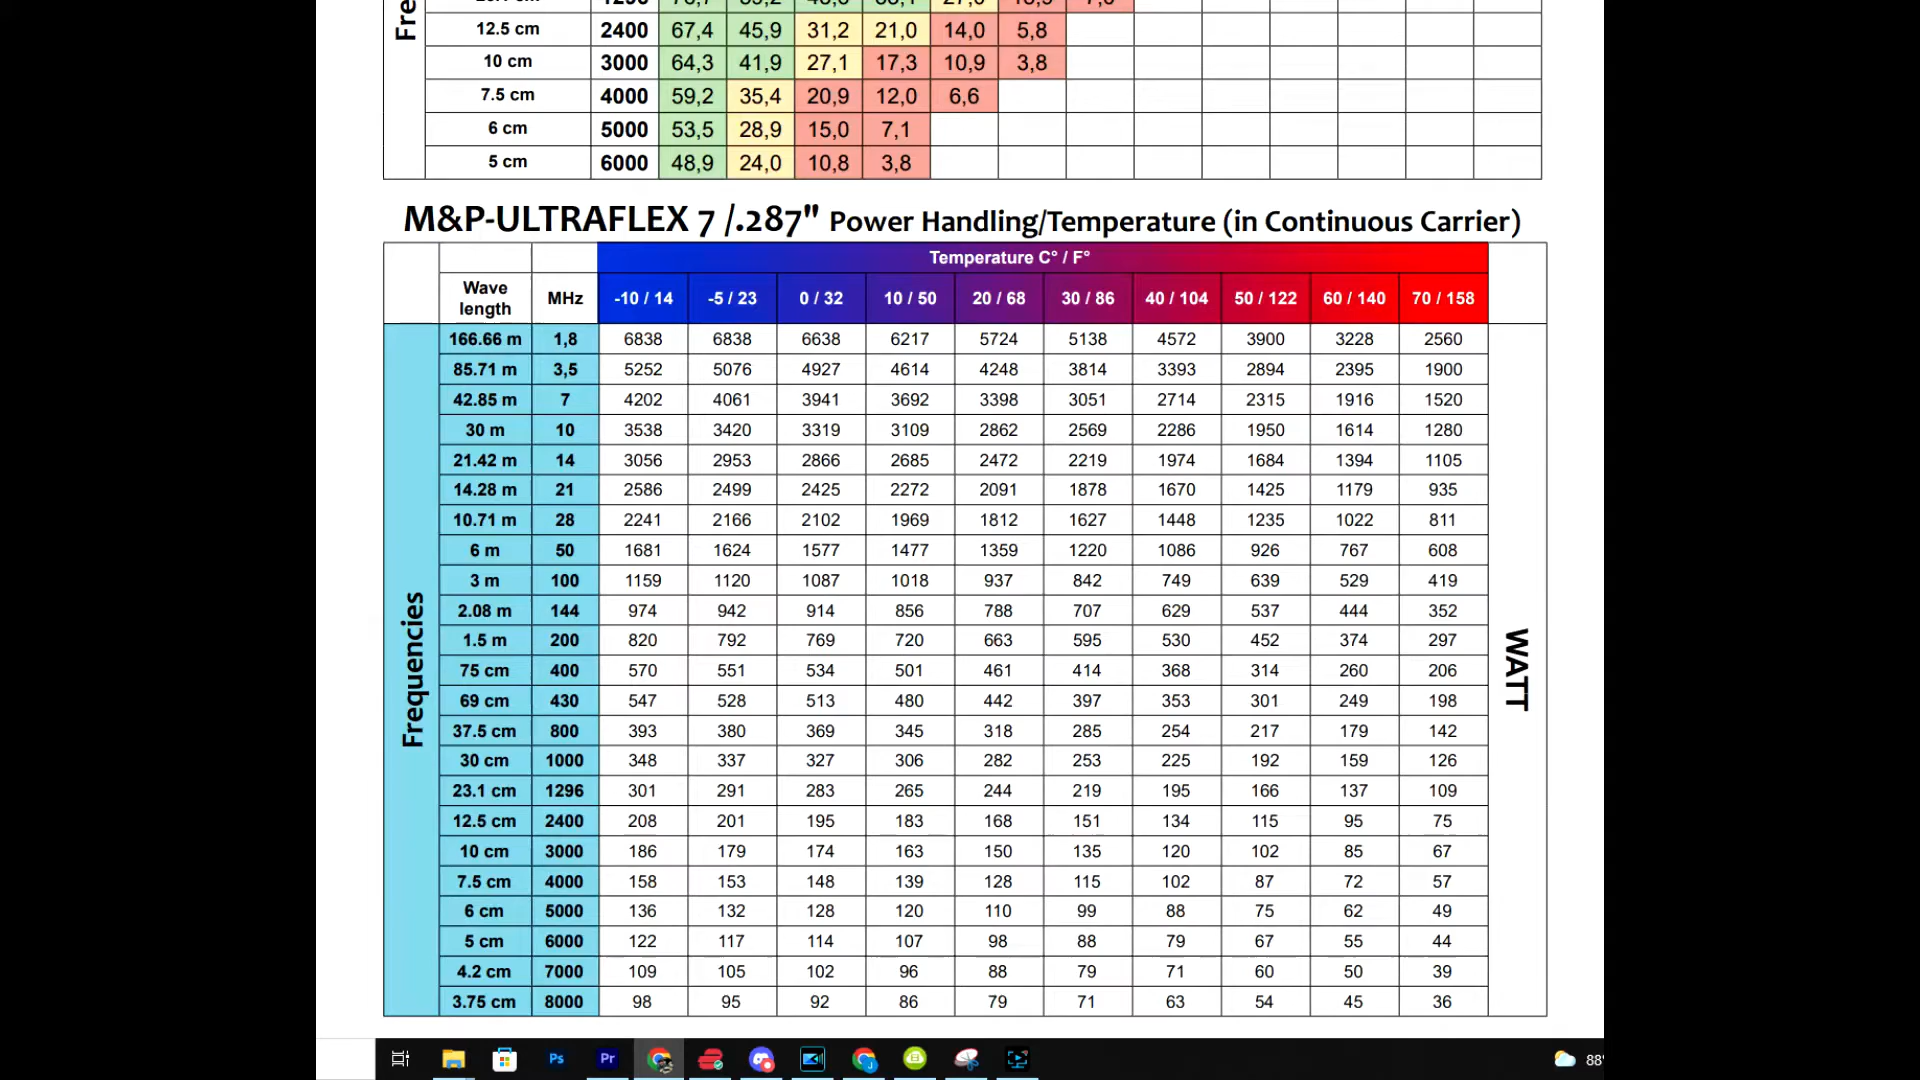 12.5 cm 2400 67,4 45,9 31,2 21,0 14,0 5,8
10 cm 3000 64,3 41,9 27,1 17,3 10,9 3,8
7.5 cm 4000 59,2 35,4 20,9 12,0 6,6
6 cm 5000 53,5 28,9 15,0 7,1
5 cm 6000 48,9 24,0 10,8 3,8
M&P-ULTRAFLEX 7 /.287" Power Handling/Temperature (in Continuous Carrier)
Temperature C° / F°
Wave length MHz -10 / 14 -5 / 23 0 / 32 10 / 50 20 / 68 30 / 86 40 / 104 50 / 122 60 / 140 70 / 158
166.66 m 1,8 6838 6838 6638 6217 5724 5138 4572 3900 3228 2560
85.71 m 3,5 5252 5076 4927 4614 4248 3814 3393 2894 2395 1900
42.85 m 7 4202 4061 3941 3692 3398 3051 2714 2315 1916 1520
30 m 10 3538 3420 3319 3109 2862 2569 2286 1950 1614 1280
21.42 m 14 3056 2953 2866 2685 2472 2219 1974 1684 1394 1105
14.28 m 21 2586 2499 2425 2272 2091 1878 1670 1425 1179 935
10.71 m 28 2241 2166 2102 1969 1812 1627 1448 1235 1022 811
6 m 50 1681 1624 1577 1477 1359 1220 1086 926 767 608
3 m 100 1159 1120 1087 1018 937 842 749 639 529 419
2.08 m 144 974 942 914 856 788 707 629 537 444 352
1.5 m 200 820 792 769 720 663 595 530 452 374 297
75 cm 400 570 551 534 501 461 414 368 314 260 206
69 cm 430 547 528 513 480 442 397 353 301 249 198
37.5 cm 800 393 380 369 345 318 285 254 217 179 142
30 cm 1000 348 337 327 306 282 253 225 192 159 126
23.1 cm 1296 301 291 283 265 244 219 195 166 137 109
12.5 cm 2400 208 201 195 183 168 151 134 115 95 75
10 cm 3000 186 179 174 163 150 135 120 102 85 67
7.5 cm 4000 158 153 148 139 128 115 102 87 72 57
6 cm 5000 136 132 128 120 110 99 88 75 62 49
5 cm 6000 122 117 114 107 98 88 79 67 55 44
4.2 cm 7000 109 105 102 96 88 79 71 60 50 39
3.75 cm 8000 98 95 92 86 79 71 63 54 45 36
Frequencies
WATT
Ps Pr 88°